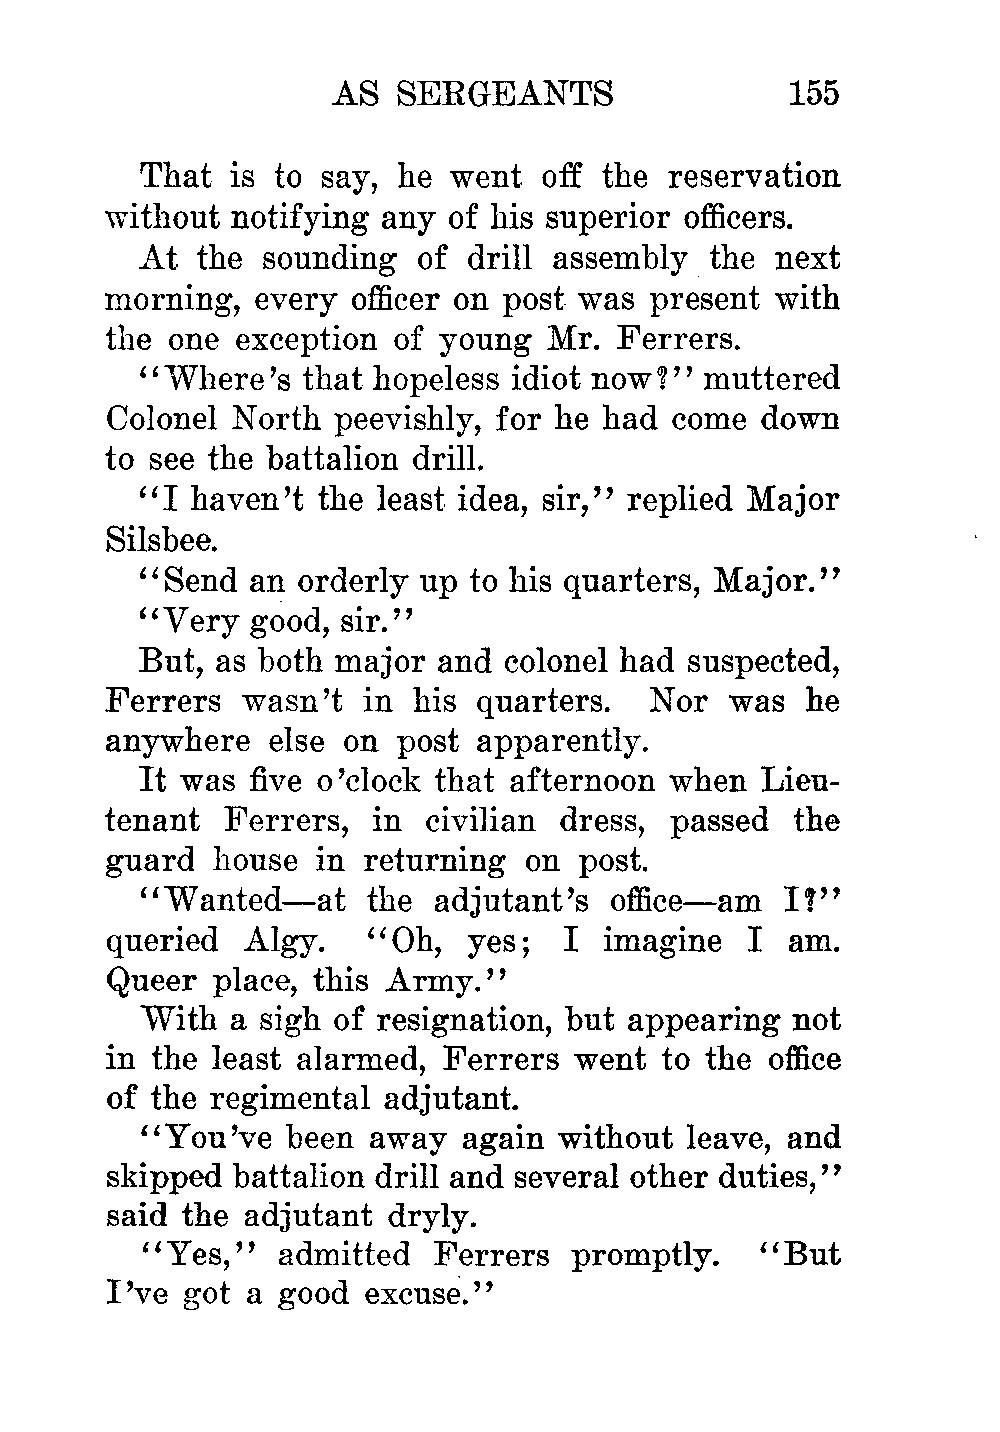 AS SERGEANTS 155
That is to say, he went off the reservation
without notifying any of his superior officers.
At the sounding of drill assembly the next
morning, every officer on post was present with
the one exception of young Mr. Ferrers.
"Where's that hopeless idiot now?" muttered
Colonel North peevishly, for he had come down
to see the battalion drill.
"I haven't the least idea, sir," replied Major
Silsbee.
"Send an orderly up to his quarters, Major."
"Very good, sir."
But, as both major and colonel had suspected,
Ferrers wasn't in his quarters. Nor was he
anywhere else on post apparently.
It was five o'clock that afternoon when Lieu-
tenant Ferrers, in civilian dress, passed the
guard house in returning on post.
"Wanted—at the adjutant's office—am I?"
queried Algy. "Oh, yes; I imagine I am.
Queer place, this Army."
With a sigh of resignation, but appearing not
in the least alarmed, Ferrers went to the office
of the regimental adjutant.
"You've been away again without leave, and
skipped battalion drill and several other duties,"
said the adjutant dryly.
"Yes," admitted Ferrers promptly. "But
I've got a good excuse."